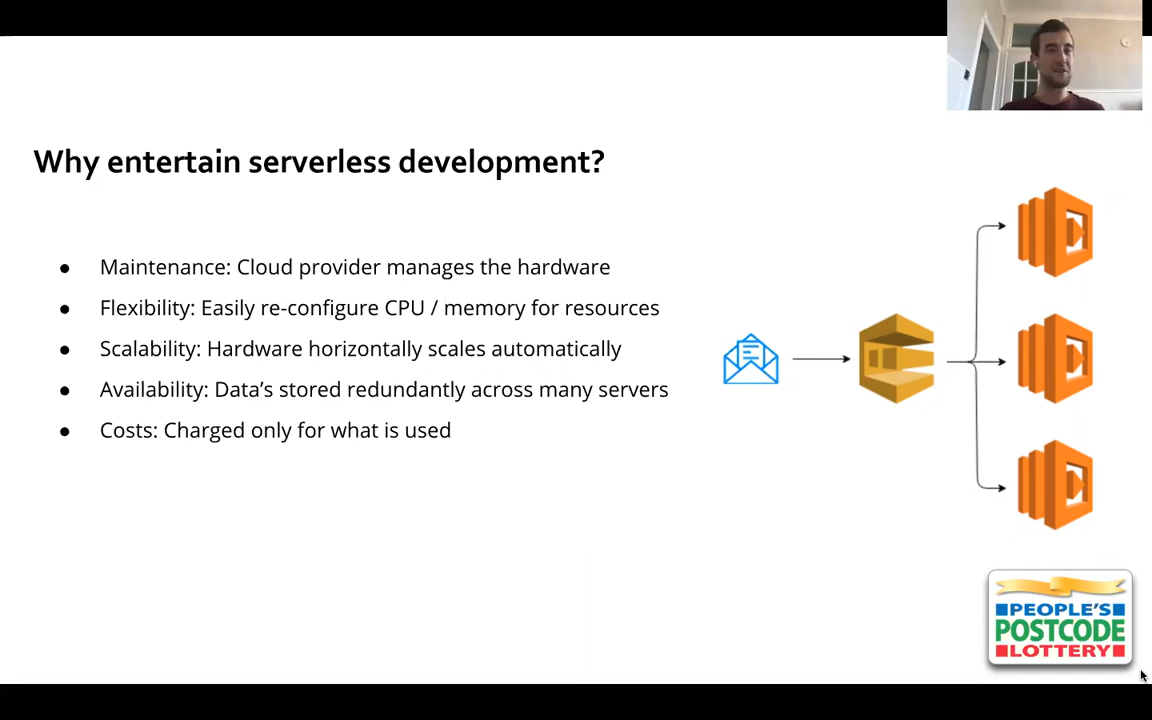 Why entertain serverless development?
● Maintenance: Cloud provider manages the hardware
● Flexibility: Easily re-configure CPU / memory for resources
● Scalability: Hardware horizontally scales automatically
● Availability: Data's stored redundantly across many servers
● Costs: Charged only for what is used
PEOPLE'S
POSTCODE
LOTTERY